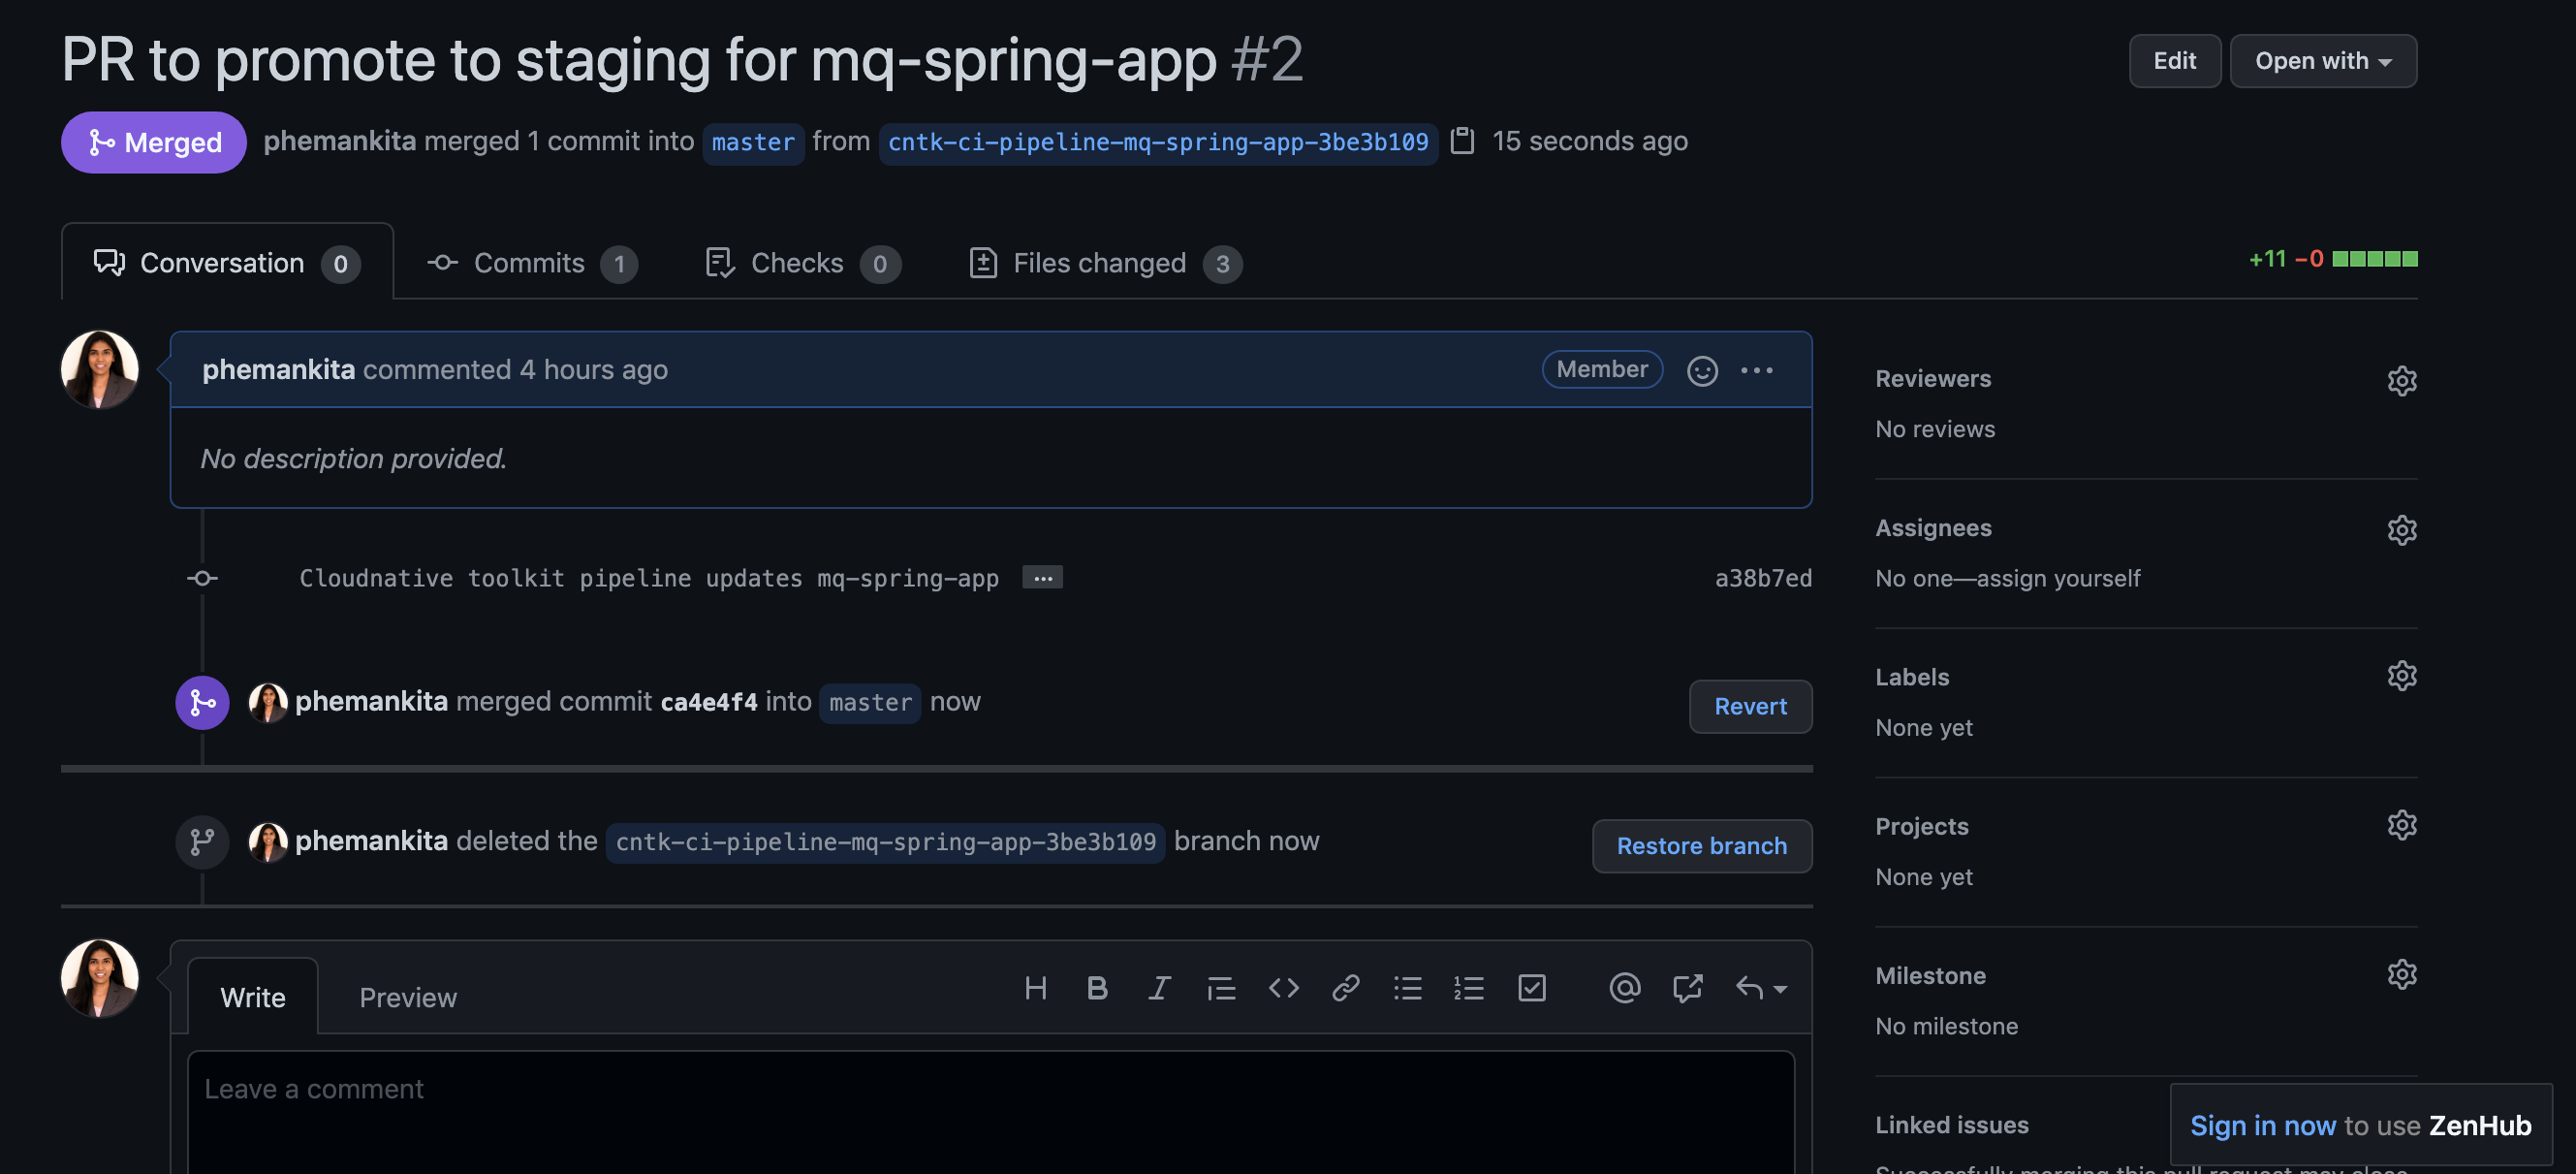 PR to promote to staging for mq-spring-app #2
Edit
Open with
Merged
phemankita merged 1 commit into master from cntk-ci-pipeline-mq-spring-app-3be3b109 15 seconds ago
Conversation 0
Commits 1
Checks 0
Files changed 3
+11 −0
phemankita commented 4 hours ago
Member
No description provided.
Cloudnative toolkit pipeline updates mq-spring-app …
a38b7ed
phemankita merged commit ca4e4f4 into master now
Revert
phemankita deleted the cntk-ci-pipeline-mq-spring-app-3be3b109 branch now
Restore branch
Write
Preview
Leave a comment
Reviewers
No reviews
Assignees
No one—assign yourself
Labels
None yet
Projects
None yet
Milestone
No milestone
Linked issues
Sign in now to use ZenHub